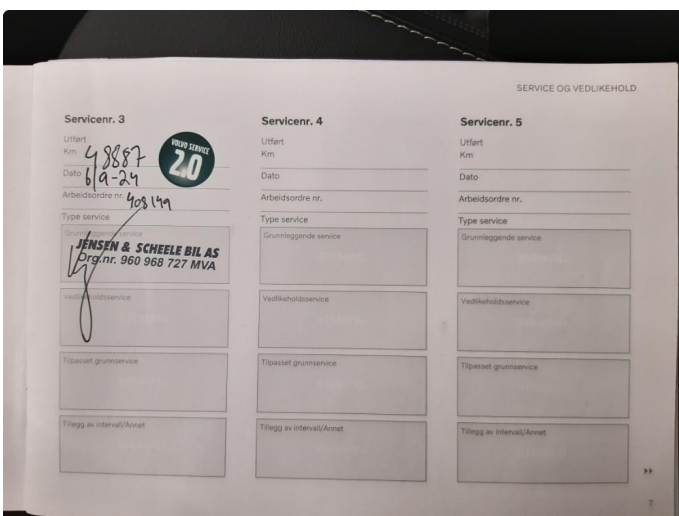 SERVICE OG VEDLIKEHOLD
Servicenr. 3
Utført
Km 48887
VOLVO SERVICE
2.0
Dato 6/9-24
Arbeidsordre nr. 408149
Type service
Grunnleggende service
JENSEN & SCHEELE BIL AS
Org.nr. 960 968 727 MVA
Vedlikeholdsservice
Tilpasset grunnservice
Tillegg av intervall/Annet
Servicenr. 4
Utført
Km
Dato
Arbeidsordre nr.
Type service
Grunnleggende service
Vedlikeholdsservice
Tilpasset grunnservice
Tillegg av intervall/Annet
Servicenr. 5
Utført
Km
Dato
Arbeidsordre nr.
Type service
Grunnleggende service
Vedlikeholdsservice
Tilpasset grunnservice
Tillegg av intervall/Annet
7